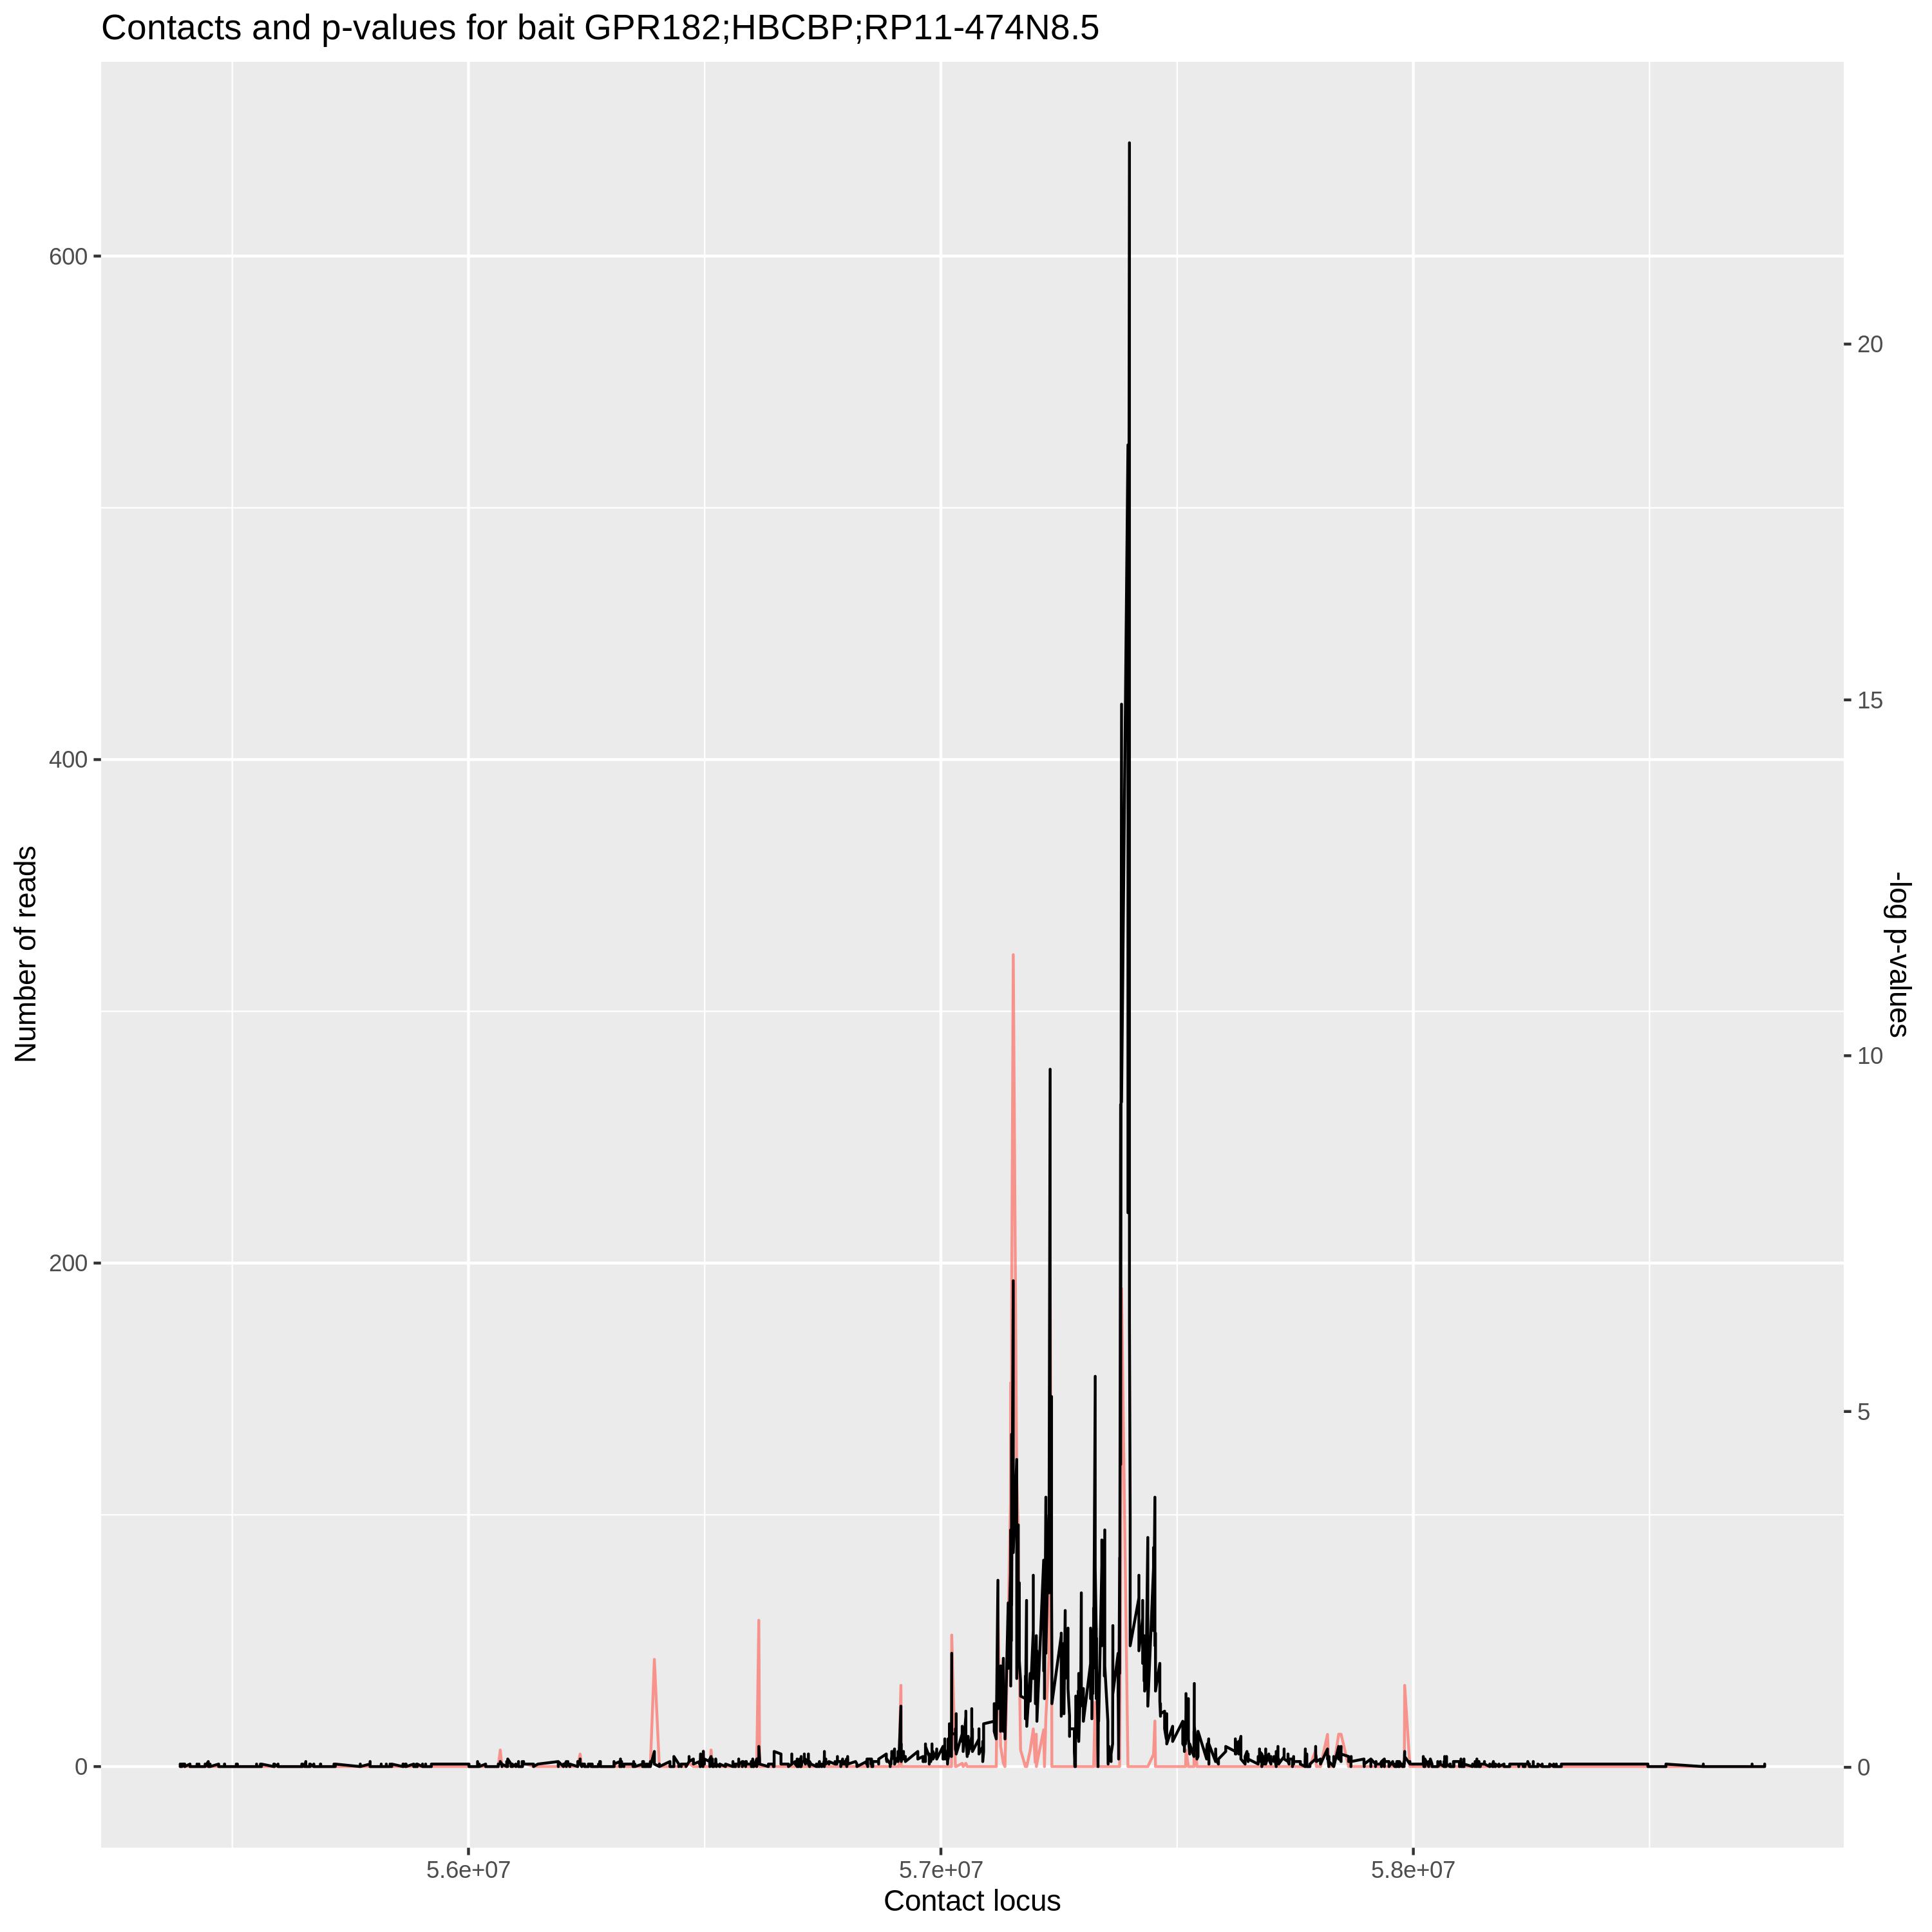 Contacts and p-values for bait GPR182;HBCBP;RP11-474N8.5
600
400
200
0
Number of reads
20
15
10
5
0
-log p-values
5.6e+07 5.7e+07 5.8e+07
Contact locus